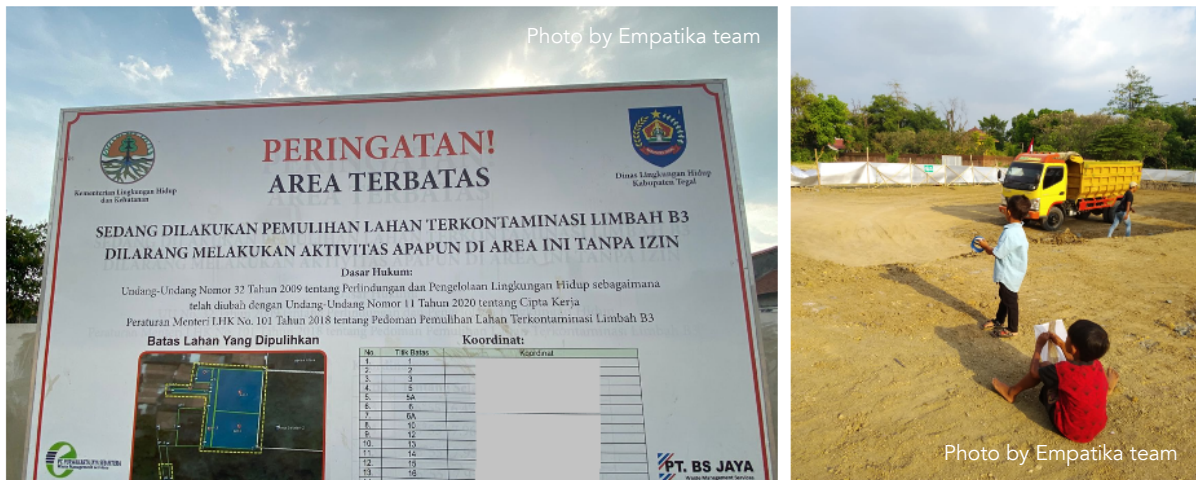 Photo by Empatika team
PERINGATAN!
AREA TERBATAS
Kementerian Lingkungan Hidup
dan Kehutanan
Dinas Lingkungan Hidup
Kabupaten Tegal
SEDANG DILAKUKAN PEMULIHAN LAHAN TERKONTAMINASI LIMBAH B3
DILARANG MELAKUKAN AKTIVITAS APAPUN DI AREA INI TANPA IZIN
Dasar Hukum:
Undang-Undang Nomor 32 Tahun 2009 tentang Perlindungan dan Pengelolaan Lingkungan Hidup sebagaimana
telah diubah dengan Undang-Undang Nomor 11 Tahun 2020 tentang Cipta Kerja
Peraturan Menteri LHK No. 101 Tahun 2018 tentang Pedoman Pemulihan Lahan Terkontaminasi Limbah B3
Batas Lahan Yang Dipulihkan
Koordinat:
No Titik Batas Koordinat
1. 1
2. 2
3. 3
4. 5
5. 5A
6. 6
7. 6A
8. 10
9. 12
10. 13
11. 14
12. 15
13. 16
PT. BS JAYA
Waste Management Services
Photo by Empatika team